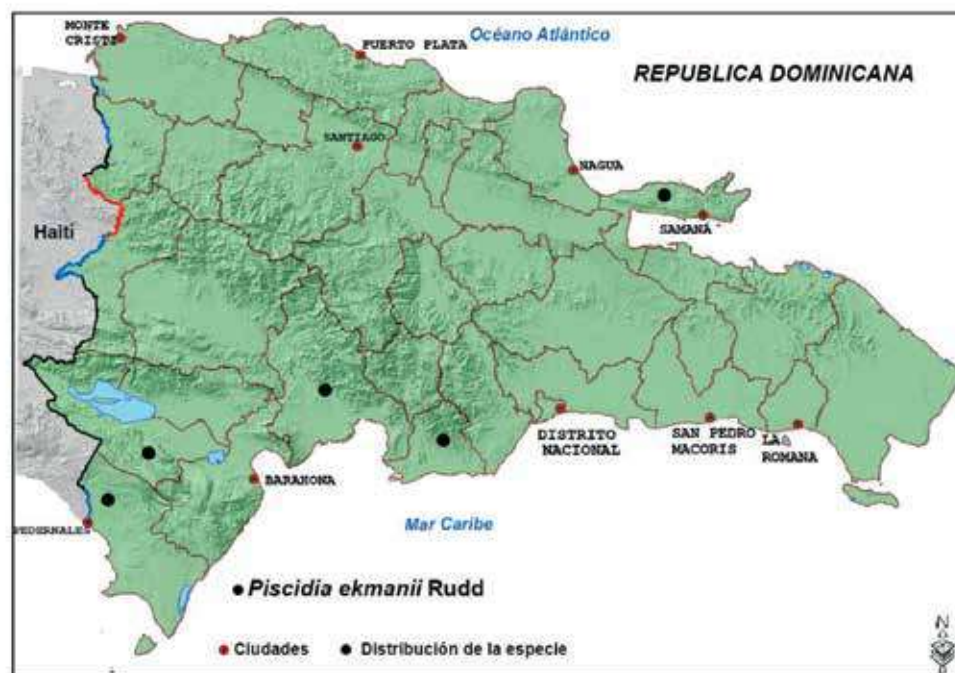 MONTE
CRISTI
PUERTO PLATA
Océano Atlántico
REPUBLICA DOMINICANA
SANTIAGO
NAGUA
Haití
SAMANÁ
DISTRITO
NACIONAL
SAN PEDRO
MACORIS
LA
ROMANA
BARAHONA
PEDERNALES
Mar Caribe
Piscidia ekmanii Rudd
Ciudades
Distribución de la especie
N